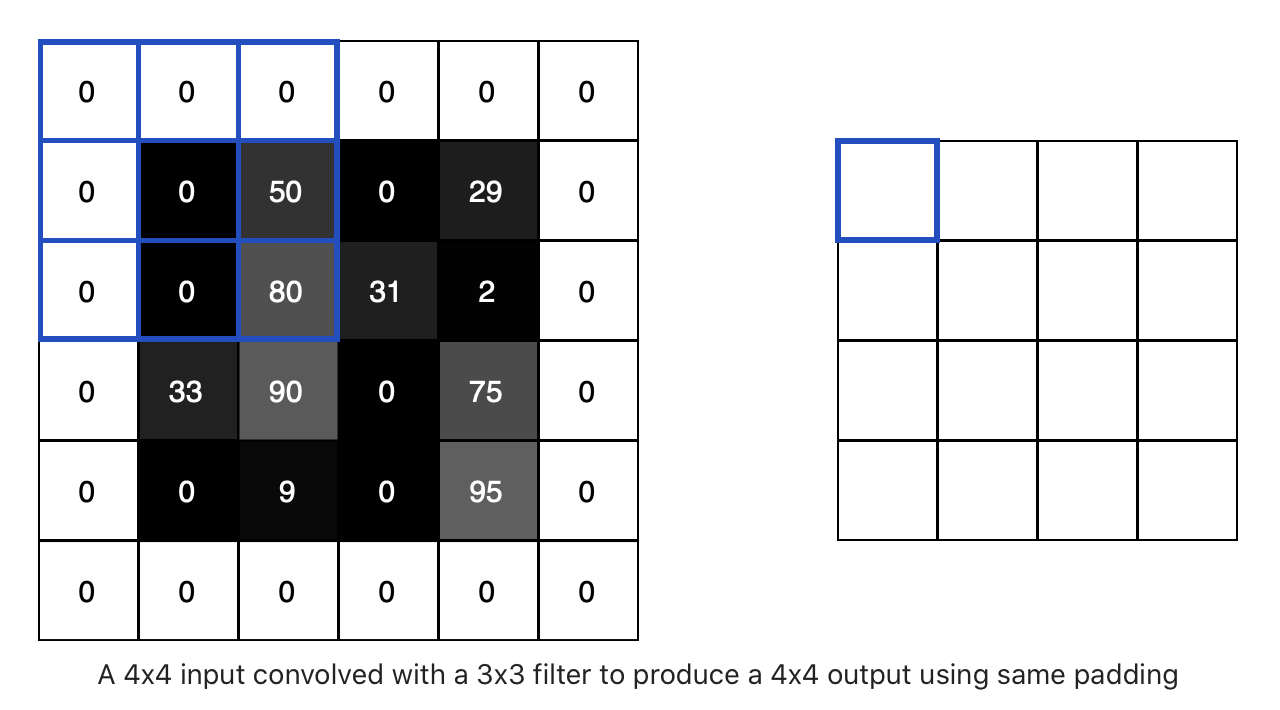 0 0 0 0 0 0
0 0 50 0 29 0
0 0 80 31 2 0
0 33 90 0 75 0
0 0 9 0 95 0
0 0 0 0 0 0
A 4x4 input convolved with a 3x3 filter to produce a 4x4 output using same padding